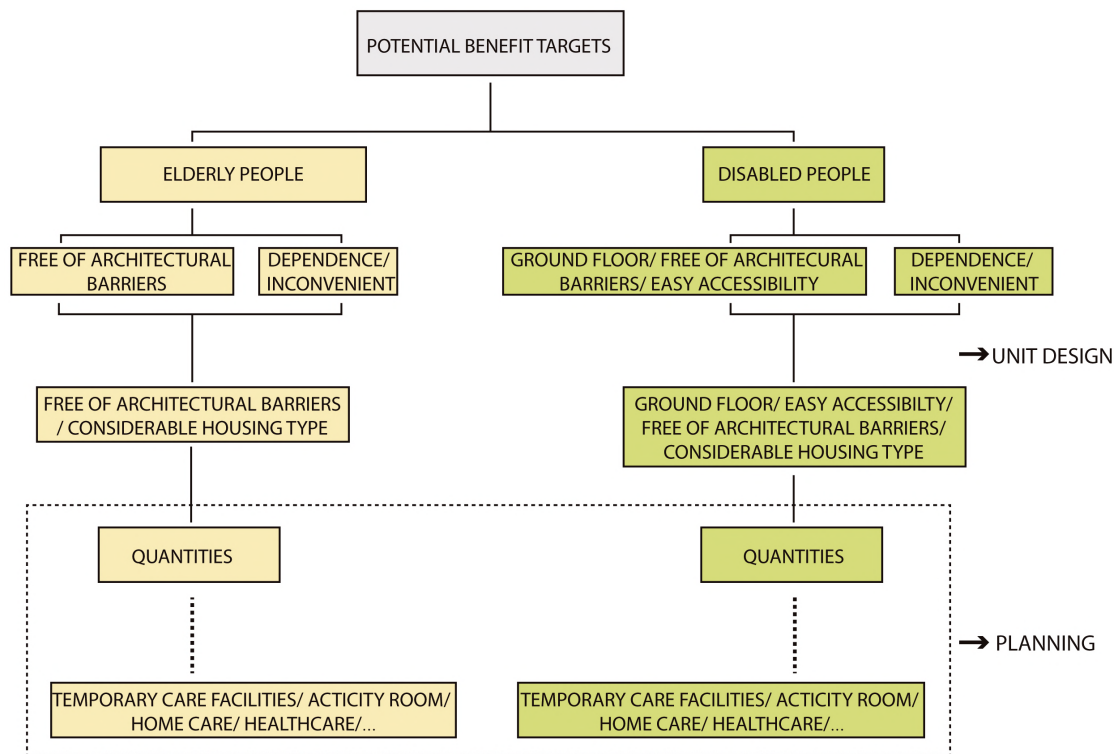 POTENTIAL BENEFIT TARGETS
ELDERLY PEOPLE
DISABLED PEOPLE
FREE OF ARCHITECTURAL
BARRIERS
DEPENDENCE/
INCONVENIENT
GROUND FLOOR/ FREE OF ARCHITECURAL
BARRIERS/ EASY ACCESSIBILITY
DEPENDENCE/
INCONVENIENT
➔ UNIT DESIGN
FREE OF ARCHITECTURAL BARRIERS
/ CONSIDERABLE HOUSING TYPE
GROUND FLOOR/ EASY ACCESSIBILTY/
FREE OF ARCHITECTURAL BARRIERS/
CONSIDERABLE HOUSING TYPE
QUANTITIES
QUANTITIES
➔ PLANNING
TEMPORARY CARE FACILITIES/ ACTICITY ROOM/
HOME CARE/ HEALTHCARE/...
TEMPORARY CARE FACILITIES/ ACTICITY ROOM/
HOME CARE/ HEALTHCARE/...